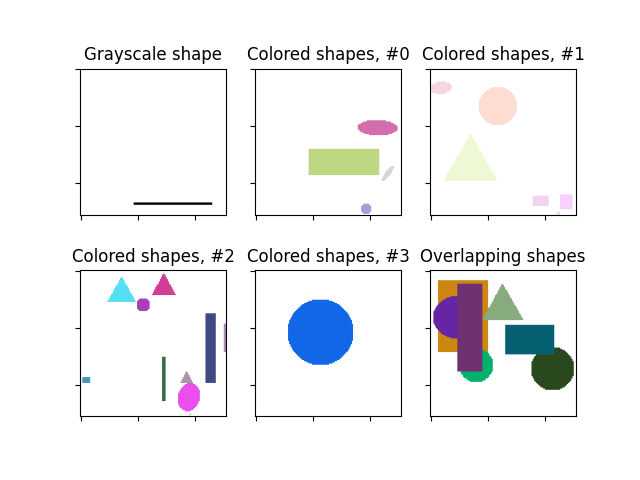 Grayscale shape
Colored shapes, #0
Colored shapes, #1
Colored shapes, #2
Colored shapes, #3
Overlapping shapes